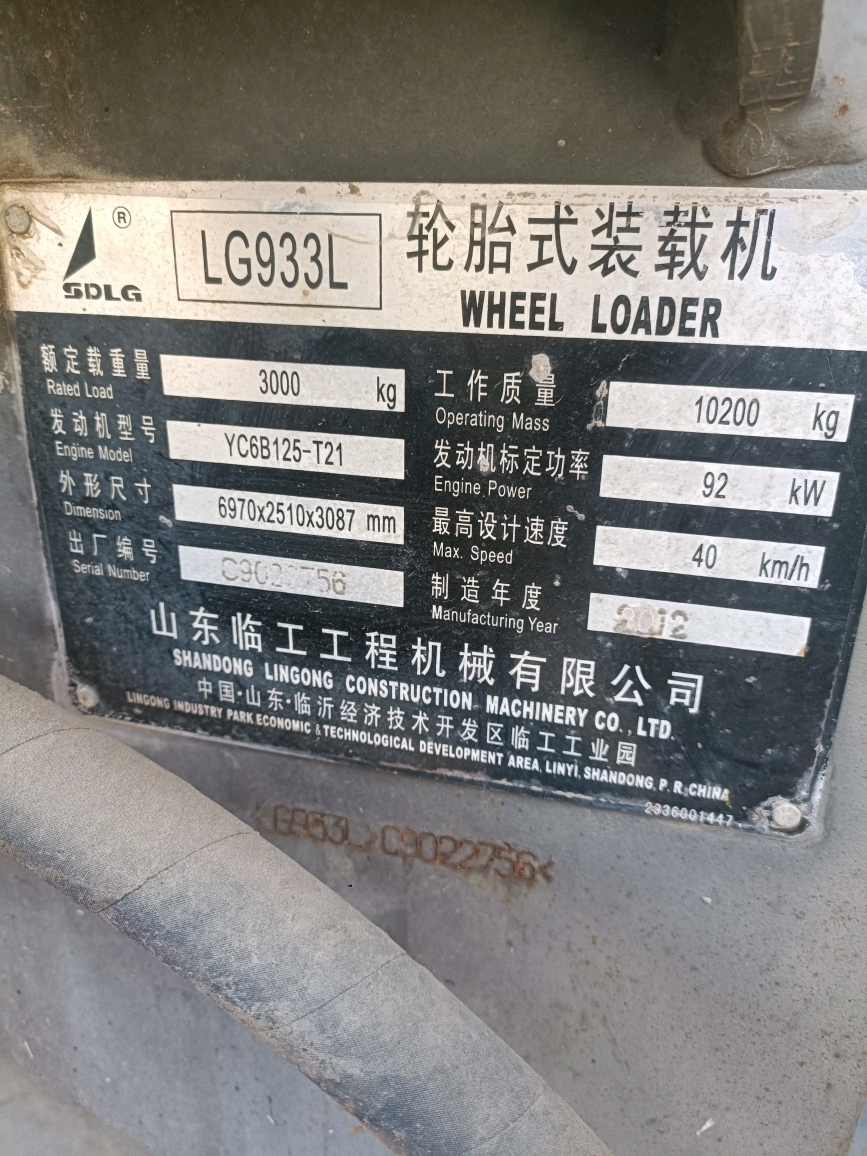 ®
SDLG
LG933L
轮胎式装载机
WHEEL LOADER
额定载重量
Rated Load
3000 kg
工作质量
Operating Mass
10200 kg
发动机型号
Engine Model
YC6B125-T21
发动机标定功率
Engine Power
92 kW
外形尺寸
Dimension
6970x2510x3087 mm
最高设计速度
Max. Speed
40 km/h
出厂编号
Serial Number
C9022756
制造年度
Manufacturing Year
2012
山东临工工程机械有限公司
SHANDONG LINGONG CONSTRUCTION MACHINERY CO., LTD.
中国·山东·临沂经济技术开发区临工工业园
LINGONG INDUSTRY PARK ECONOMIC & TECHNOLOGICAL DEVELOPMENT AREA, LINYI, SHANDONG, P. R. CHINA
2936001447
LG933L>C9022756<